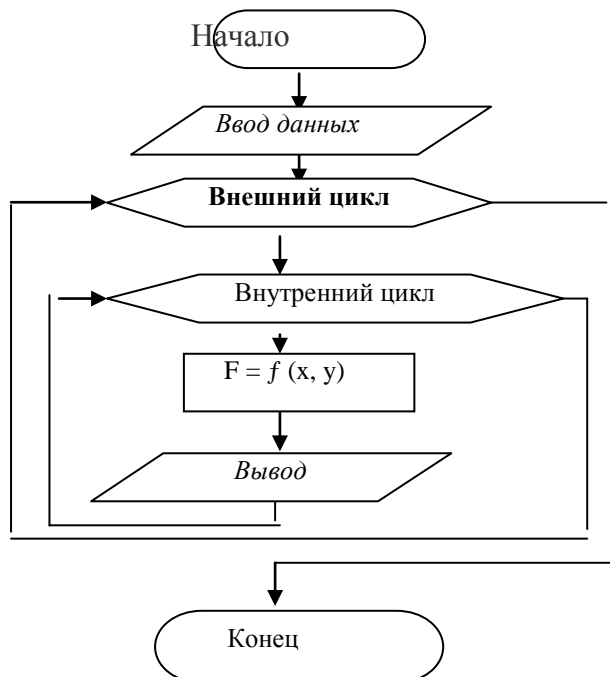 Начало
Ввод данных
Внешний цикл
Внутренний цикл
F = f (x, y)
Вывод
Конец